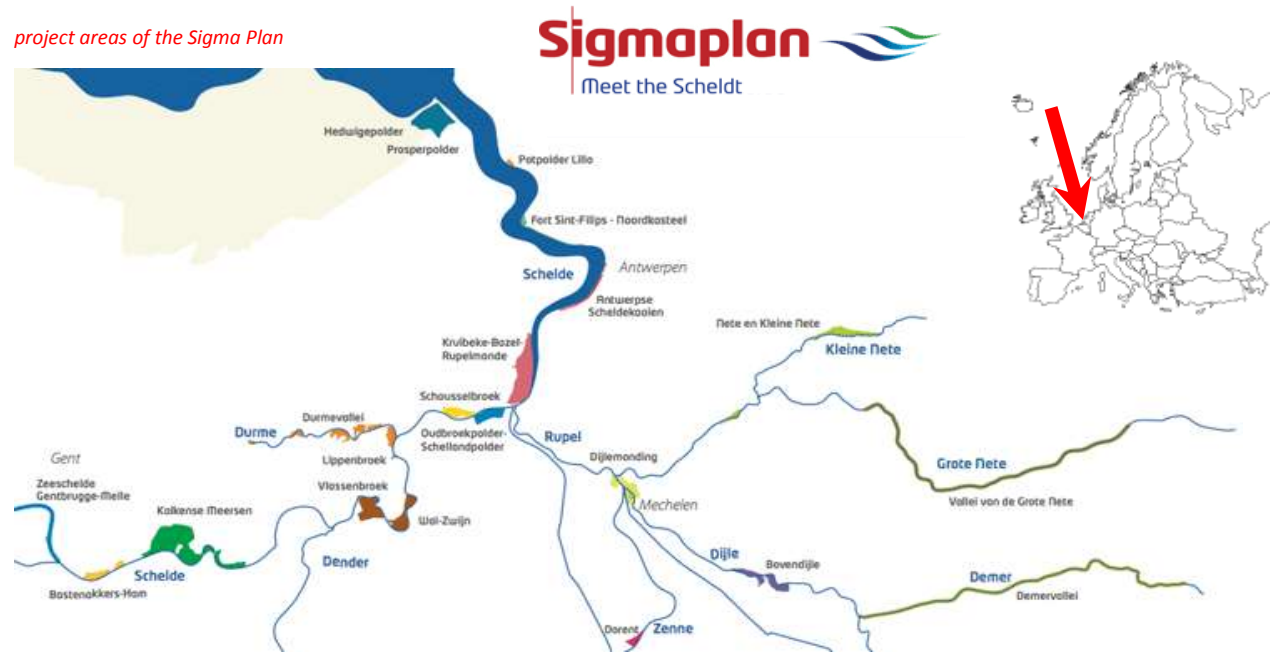 project areas of the Sigma Plan
Sigmaplan
Meet the Scheldt
Hedwigepolder
Prosperpolder
Potpolder Lillo
Fort Sint-Filips - Noordkasteel
Schelde
Antwerpen
Antwerpse
Scheldekaaien
Nete en Kleine Nete
Kleine Nete
Kruibeke-Bazel-
Rupelmonde
Schousselbroek
Durmevallei
Durme
Oudbroekpolder-
Schellandpolder
Rupel
Lippenbroek
Dijlemonding
Grote Nete
Gent
Vlassenbroek
Zeeschelde
Gentbrugge-Melle
Mechelen
Vallei van de Grote Nete
Kalkense Meersen
Wal-Zwijn
Dender
Dijle
Bovendijle
Schelde
Demer
Bastenakkers-Ham
Demervallei
Dorent
Zenne